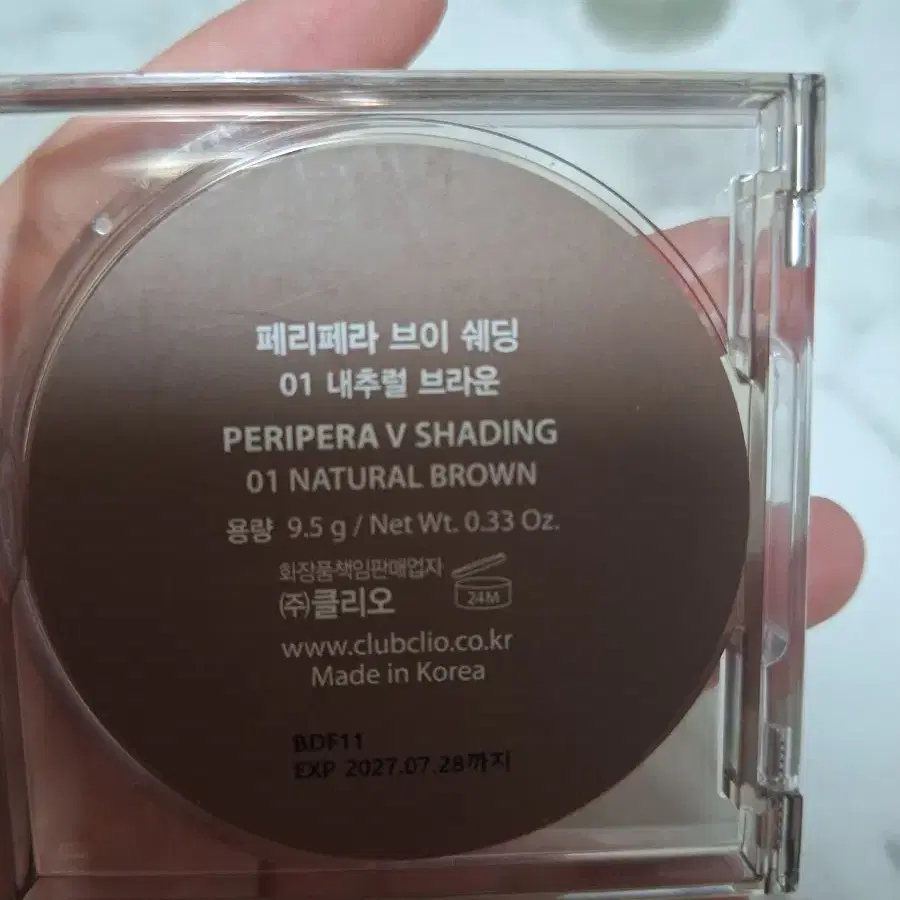 페리페라 브이 쉐딩
01 내추럴 브라운
PERIPERA V SHADING
01 NATURAL BROWN
용량 9.5 g / Net Wt. 0.33 Oz.
화장품책임판매업자
(주)클리오
24M
www.clubclio.co.kr
Made in Korea
BDF11
EXP 2027.07.28까지